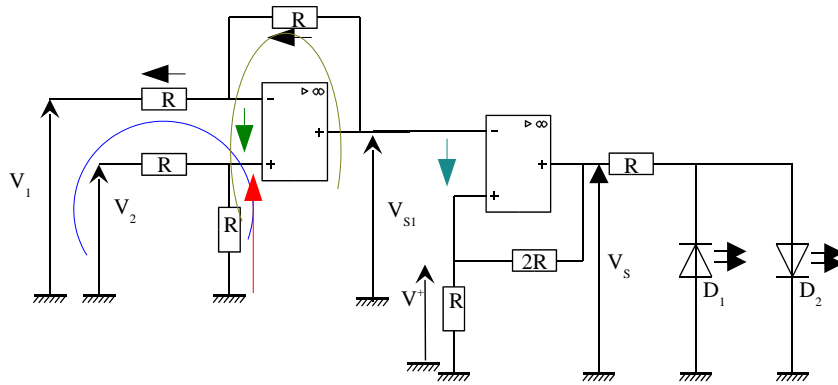 R
R
-
∞
+
+
R
-
∞
+
+
R
V1
V2
R
VS1
2R
VS
D1
D2
V+
R